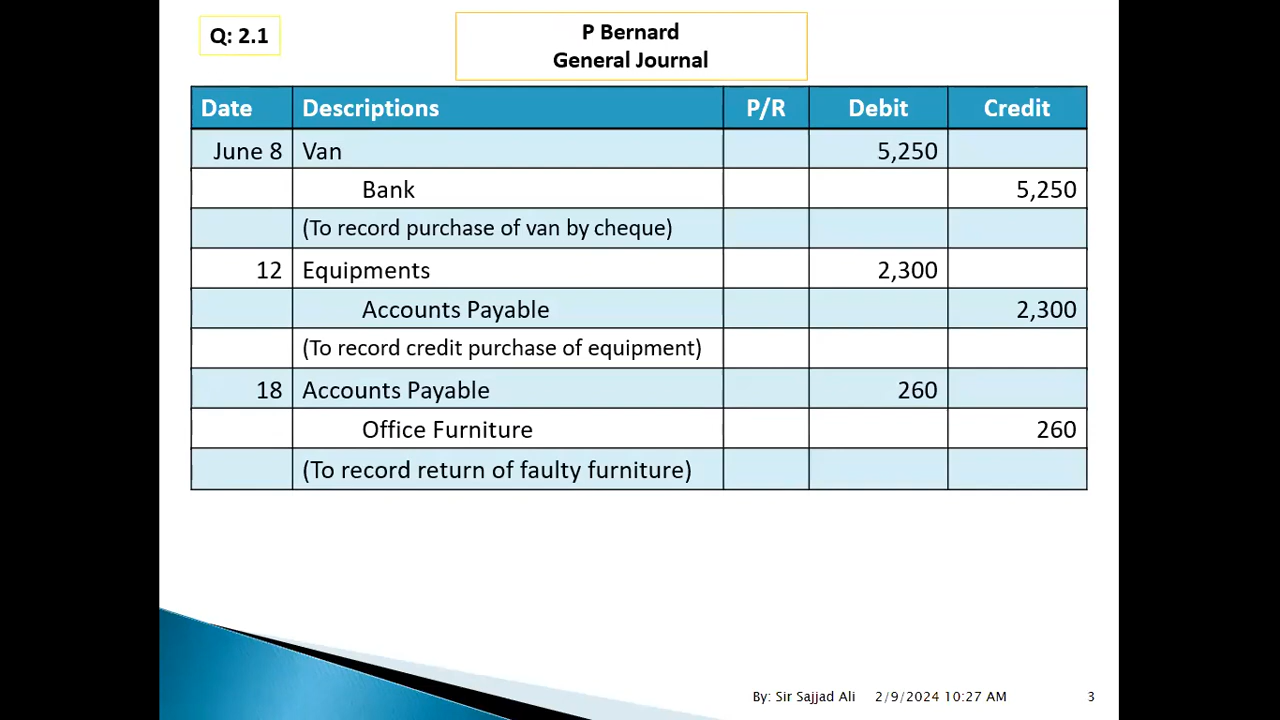 Q: 2.1
P Bernard
General Journal
Date Descriptions P/R Debit Credit
June 8 Van 5,250
Bank 5,250
(To record purchase of van by cheque)
12 Equipments 2,300
Accounts Payable 2,300
(To record credit purchase of equipment)
18 Accounts Payable 260
Office Furniture 260
(To record return of faulty furniture)
By: Sir Sajjad Ali 2/9/2024 10:27 AM 3